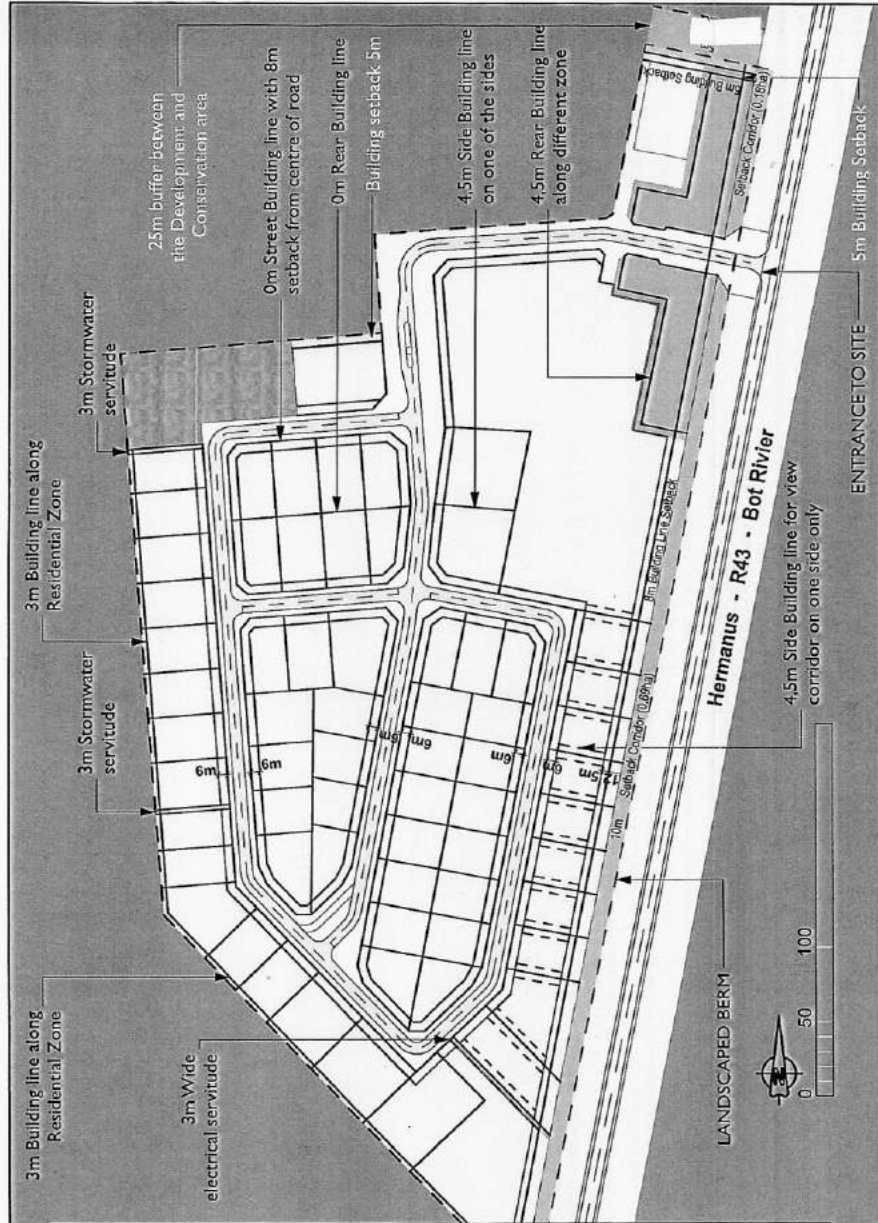 3m Building line along
Residential Zone
3m Stormwater
servitude
3m Building line along
Residential Zone
3m Stormwater
servitude
25m buffer between
the Development and
Conservation area
0m Street Building line with 8m
setback from centre of road
0m Rear Building line
Building setback 5m
4,5m Side Building line
on one of the sides
4,5m Rear Building line
along different zone
5m Building Setback
Setback Corridor (0.18ha)
6m
6m
6m
6m
6m
6m
12,5m
10m
Setback Corridor (0.69ha)
8m Building Line Setback
Hermanus - R43 - Bot Rivier
3m Wide
electrical servitude
LANDSCAPED BERM
4,5m Side Building line for view
corridor on one side only
ENTRANCE TO SITE
5m Building Setback
0
50
100